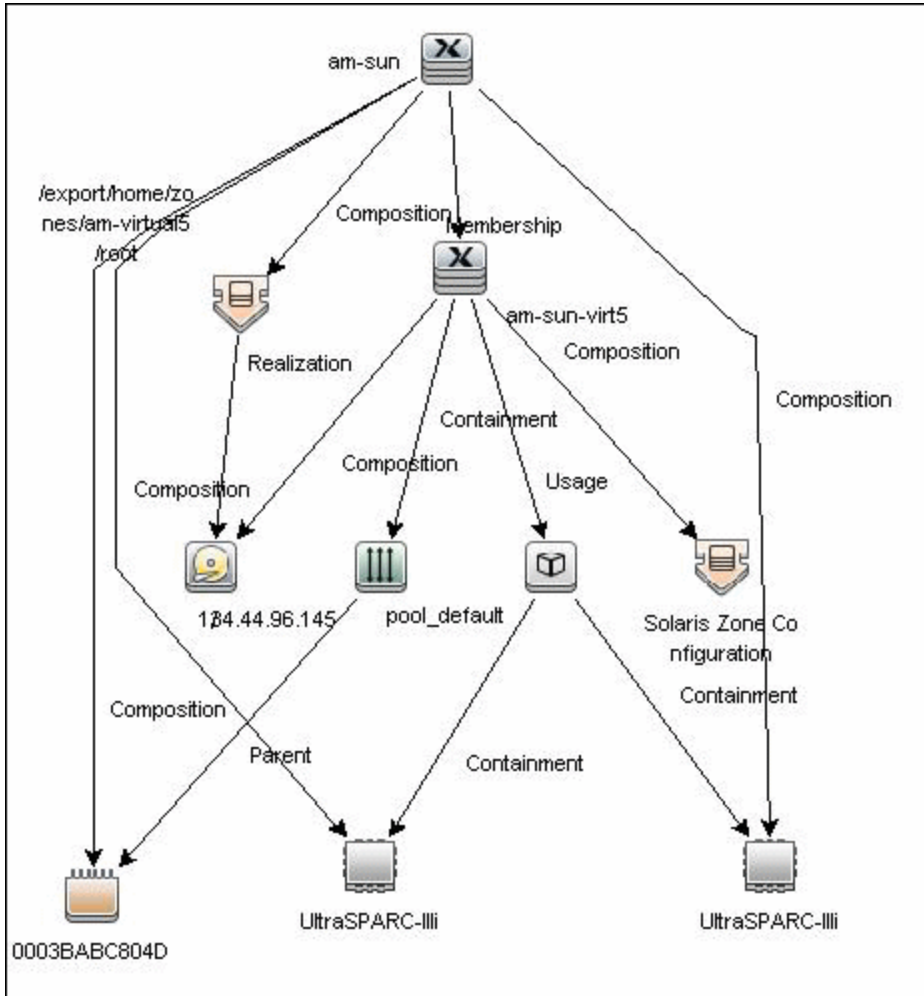 am-sun
/export/home/zo
nes/am-virtual5
/root
Composition
Membership
am-sun-virt5
Realization
Composition
Composition
Containment
Composition
Composition
Usage
134.44.96.145
pool_default
Solaris Zone Co
nfiguration
Containment
Composition
Parent
Containment
UltraSPARC-IIIi
UltraSPARC-IIIi
0003BABC804D